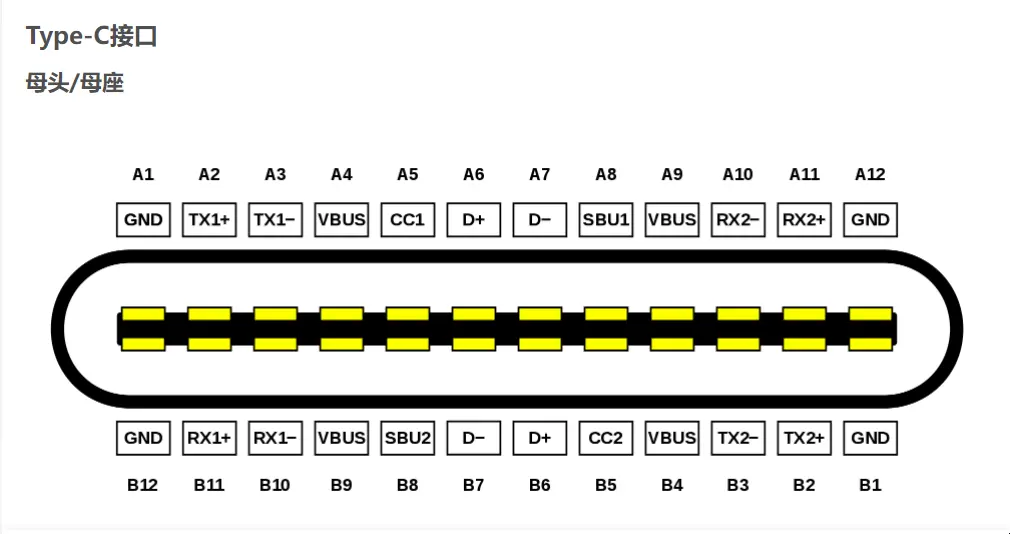 Type-C接口
母头/母座
A1 A2 A3 A4 A5 A6 A7 A8 A9 A10 A11 A12
GND TX1+ TX1− VBUS CC1 D+ D− SBU1 VBUS RX2− RX2+ GND
GND RX1+ RX1− VBUS SBU2 D− D+ CC2 VBUS TX2− TX2+ GND
B12 B11 B10 B9 B8 B7 B6 B5 B4 B3 B2 B1